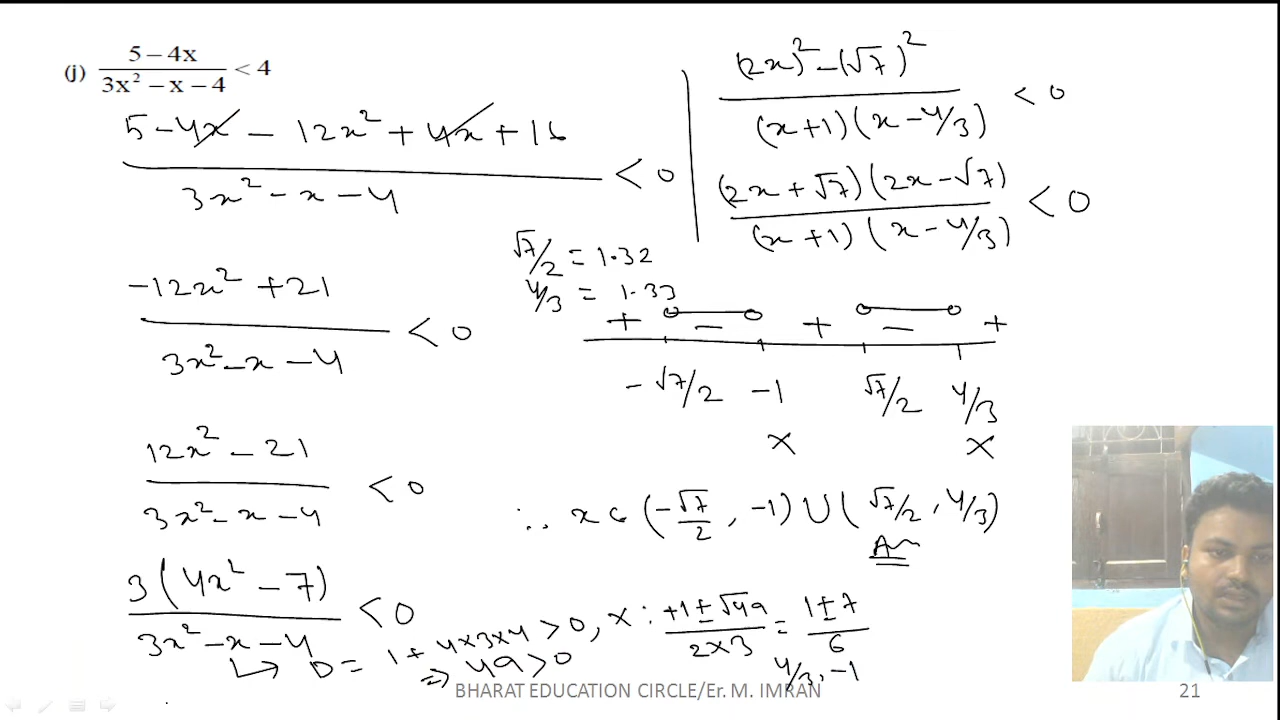 (j) (5 – 4x)/(3x² – x – 4) < 4
(5 - 4x - 12x² + 4x + 16)/(3x² - x - 4) < 0
(-12x² + 21)/(3x² - x - 4) < 0
(12x² - 21)/(3x² - x - 4) < 0
3(4x² - 7)/(3x² - x - 4) < 0
↳ D = 1 + 4×3×4 > 0, x : (+1 ± √49)/(2×3) = (1 ± 7)/6
⇒ 49 > 0
4/3, -1
((2x)² - (√7)²)/((x+1)(x - 4/3)) < 0
((2x + √7)(2x - √7))/((x+1)(x - 4/3)) < 0
√7/2 = 1.32
4/3 = 1.33
+ - + - +
-√7/2 -1 √7/2 4/3
× ×
∴ x ∈ (-√7/2, -1) ∪ (√7/2, 4/3)
Ans
BHARAT EDUCATION CIRCLE/Er. M. IMRAN
21